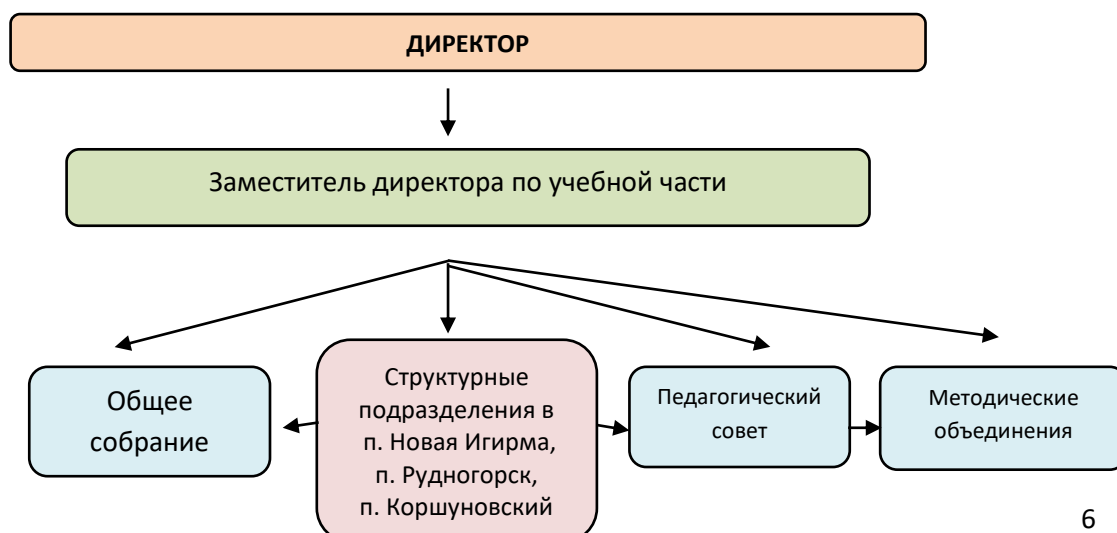 ДИРЕКТОР
Заместитель директора по учебной части
Общее
собрание
Структурные
подразделения в
п. Новая Игирма,
п. Рудногорск,
п. Коршуновский
Педагогический
совет
Методические
объединения
6